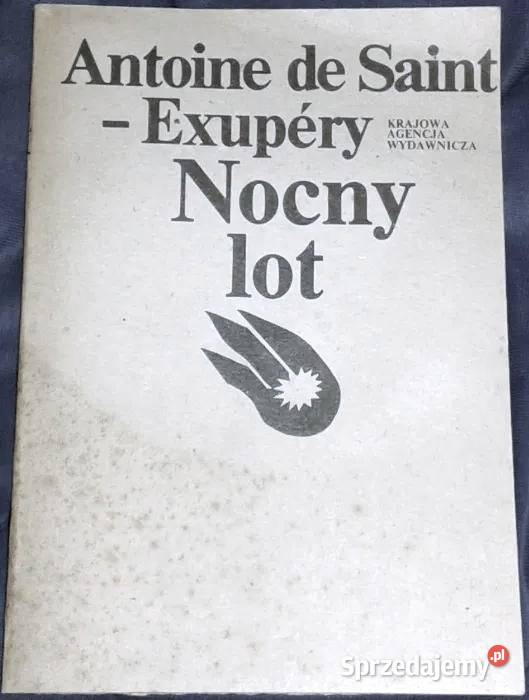 Antoine de Saint
- Exupéry
KRAJOWA
AGENCJA
WYDAWNICZA
Nocny
lot
Sprzedajemy.pl